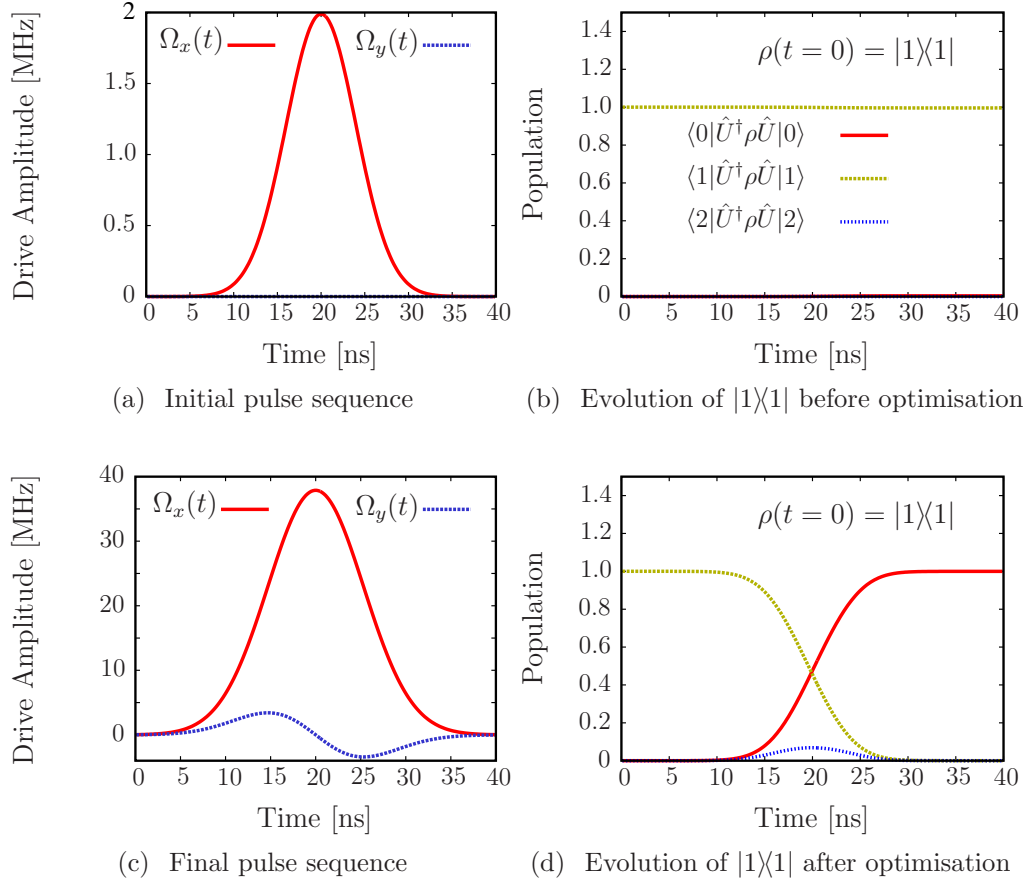 Drive Amplitude [MHz]
2
1.5
1
0.5
0
Ω_x(t)
Ω_y(t)
0 5 10 15 20 25 30 35 40
Time [ns]
(a) Initial pulse sequence
Population
1.4
1.2
1.0
0.8
0.6
0.4
0.2
0
ρ(t = 0) = |1⟩⟨1|
⟨0|Û†ρÛ|0⟩
⟨1|Û†ρÛ|1⟩
⟨2|Û†ρÛ|2⟩
0 5 10 15 20 25 30 35 40
Time [ns]
(b) Evolution of |1⟩⟨1| before optimisation
Drive Amplitude [MHz]
40
30
20
10
0
Ω_x(t)
Ω_y(t)
0 5 10 15 20 25 30 35 40
Time [ns]
(c) Final pulse sequence
Population
1.4
1.2
1.0
0.8
0.6
0.4
0.2
0
ρ(t = 0) = |1⟩⟨1|
0 5 10 15 20 25 30 35 40
Time [ns]
(d) Evolution of |1⟩⟨1| after optimisation